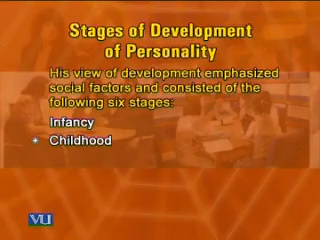 Stages of Development
of Personality
His view of development emphasized
social factors and consisted of the
following six stages:
Infancy
Childhood
VU